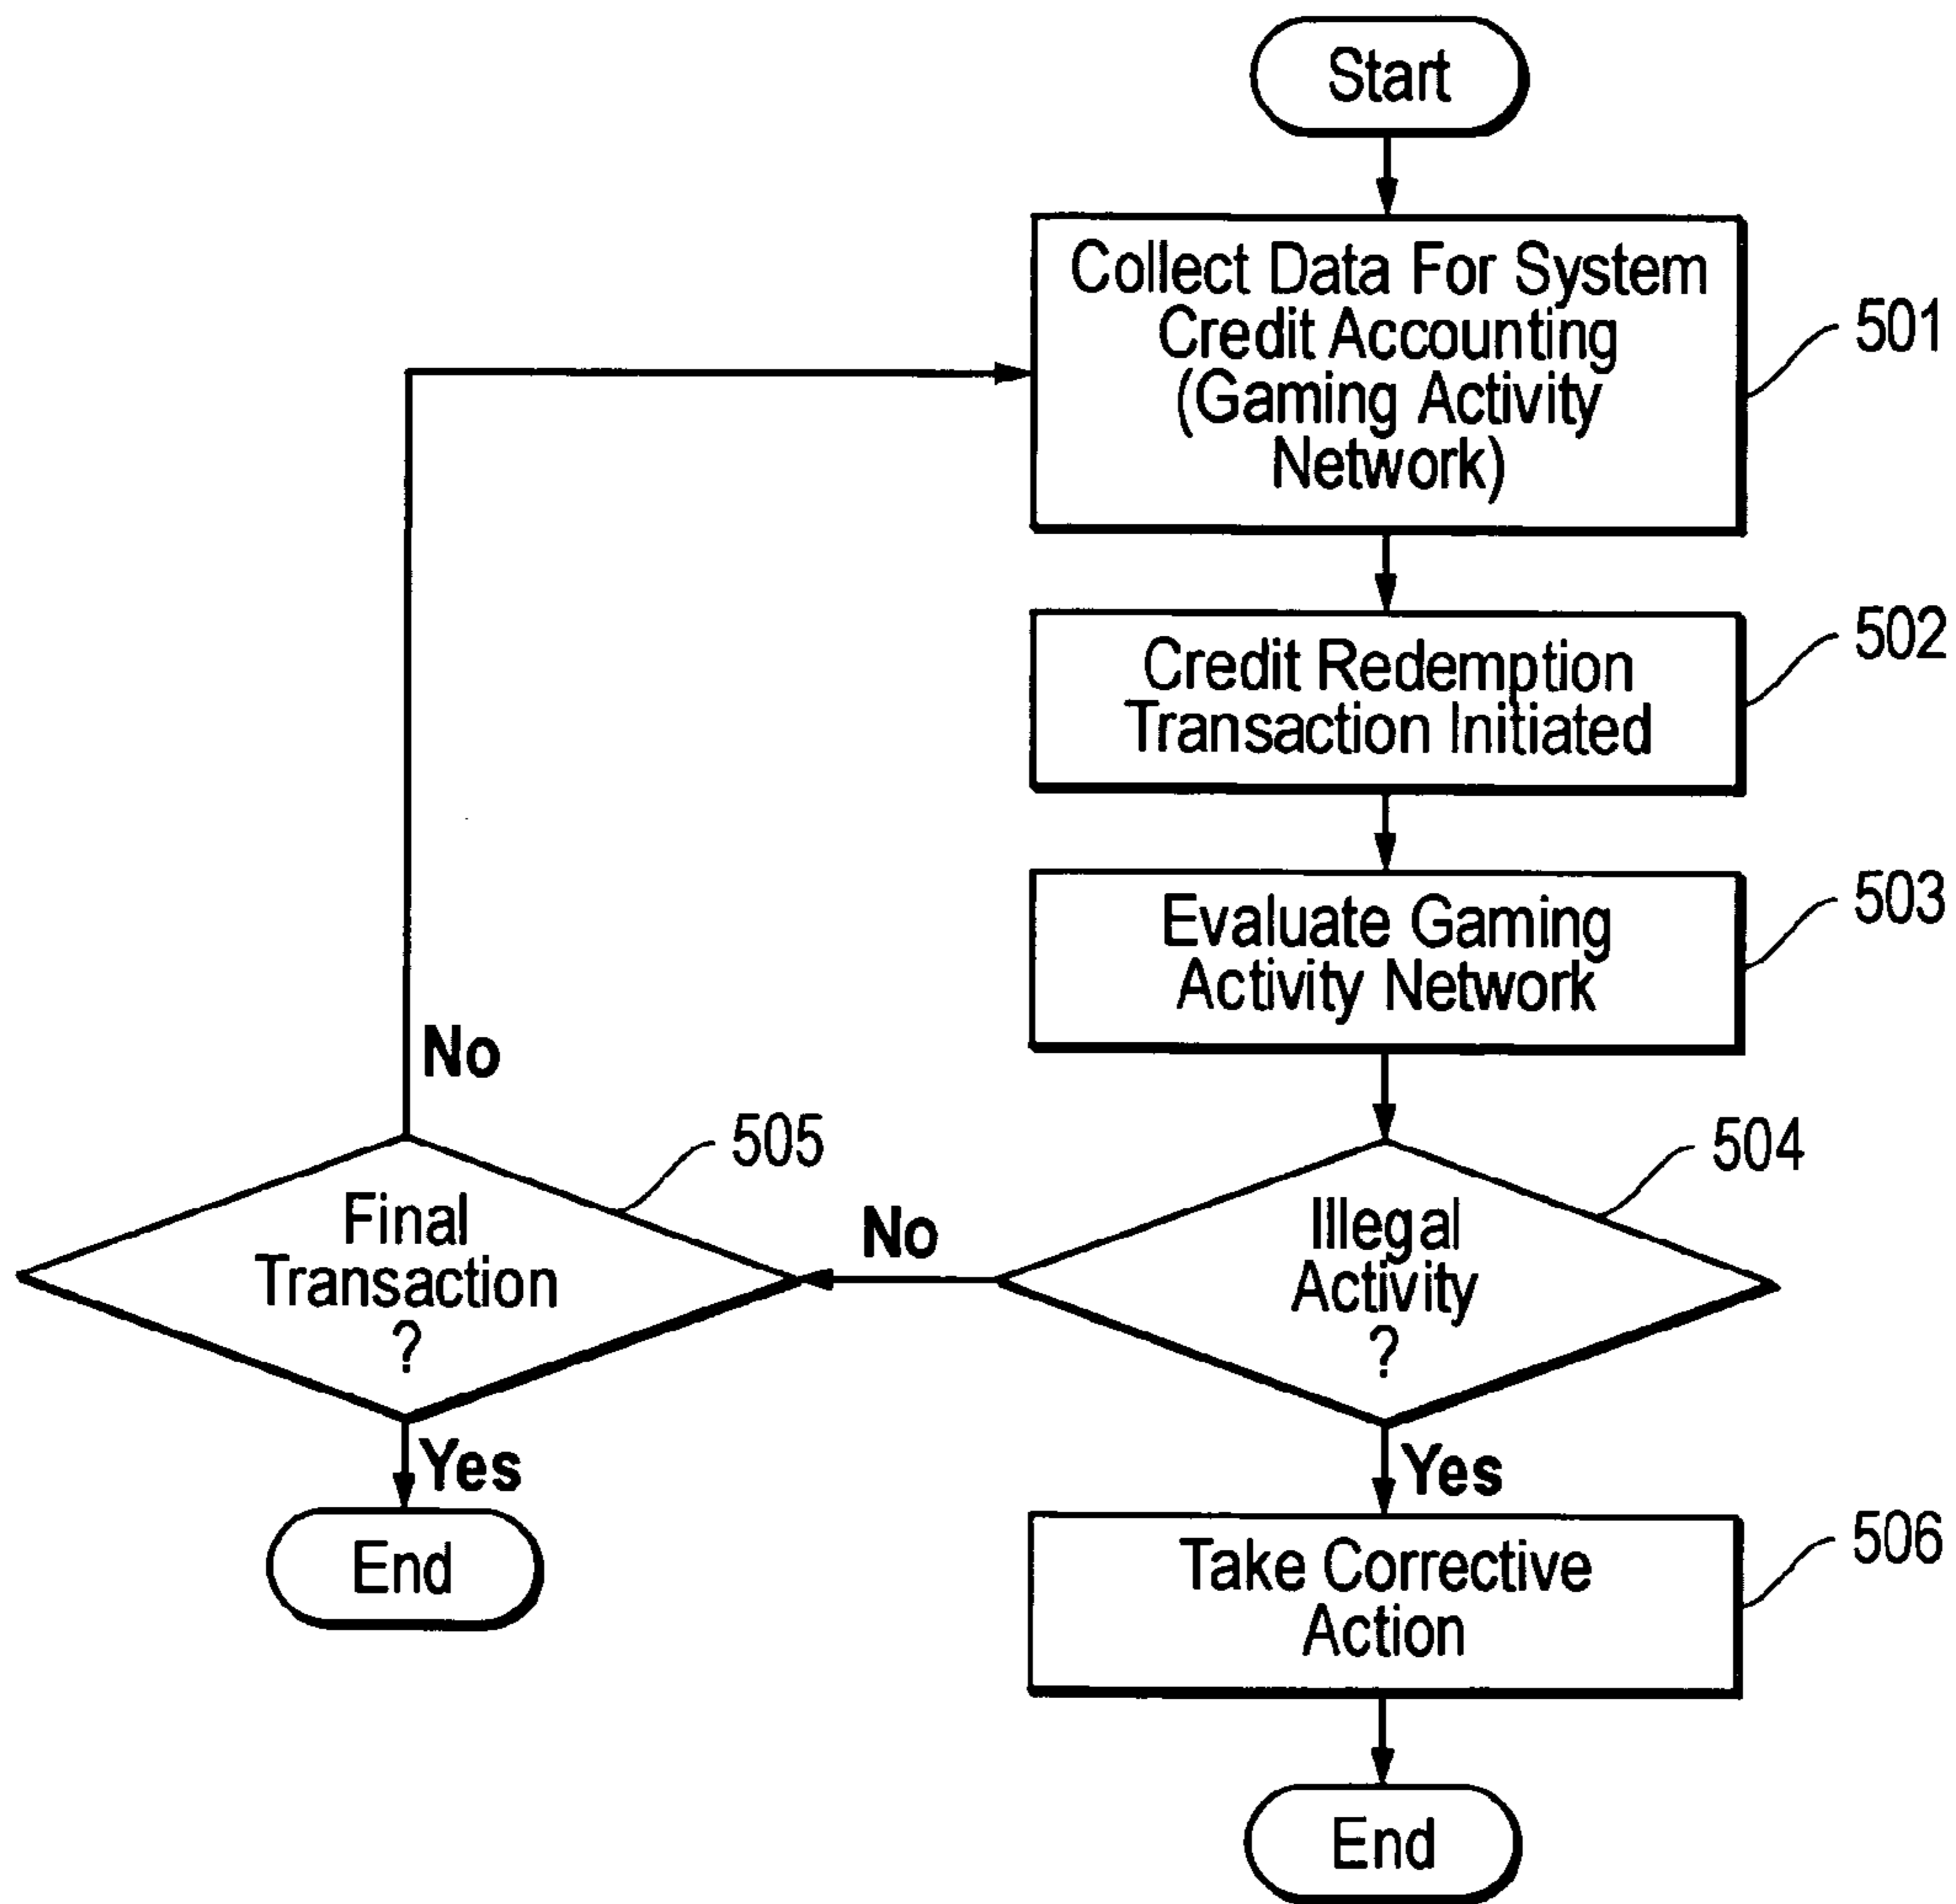 Start
Collect Data For System
Credit Accounting
(Gaming Activity
Network)
501
Credit Redemption
Transaction Initiated
502
Evaluate Gaming
Activity Network
503
Illegal
Activity
?
504
No
Final
Transaction
?
505
No
Yes
End
Yes
Take Corrective
Action
506
End